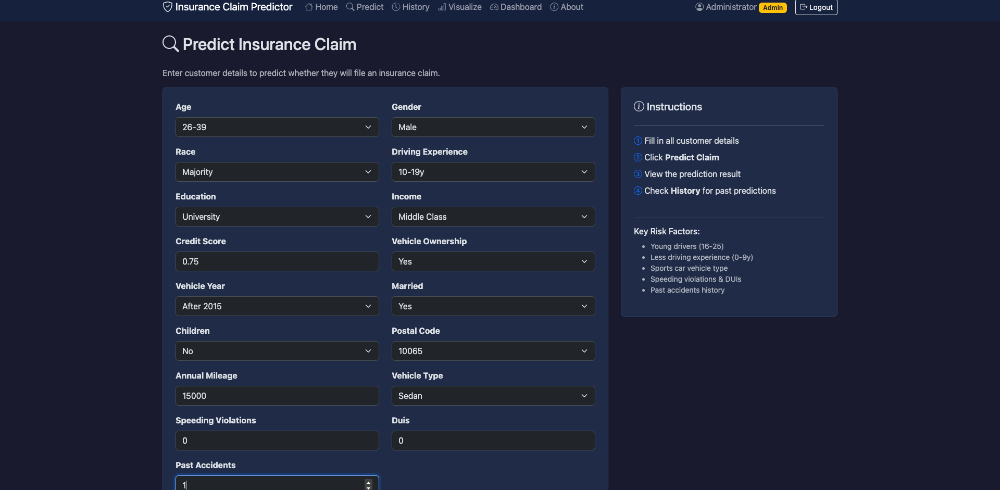 Insurance Claim Predictor Home Predict History Visualize Dashboard About Administrator Admin Logout
Predict Insurance Claim
Enter customer details to predict whether they will file an insurance claim.
Age Gender
26-39 Male
Race Driving Experience
Majority 10-19y
Education Income
University Middle Class
Credit Score Vehicle Ownership
0.75 Yes
Vehicle Year Married
After 2015 Yes
Children Postal Code
No 10065
Annual Mileage Vehicle Type
15000 Sedan
Speeding Violations Duis
0 0
Past Accidents
1
Instructions
1 Fill in all customer details
2 Click Predict Claim
3 View the prediction result
4 Check History for past predictions
Key Risk Factors:
• Young drivers (16-25)
• Less driving experience (0-9y)
• Sports car vehicle type
• Speeding violations & DUIs
• Past accidents history